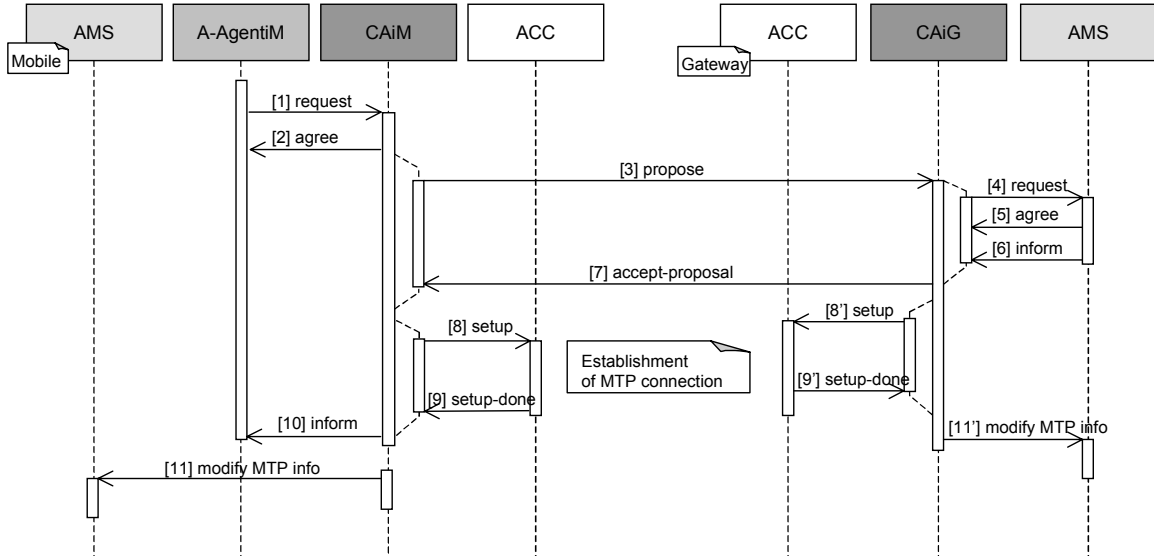 AMS
A-AgentiM
CAiM
ACC
ACC
CAiG
AMS
Mobile
Gateway
[1] request
[2] agree
[3] propose
[4] request
[5] agree
[6] inform
[7] accept-proposal
[8'] setup
[8] setup
Establishment
of MTP connection
[9'] setup-done
[9] setup-done
[10] inform
[11'] modify MTP info
[11] modify MTP info